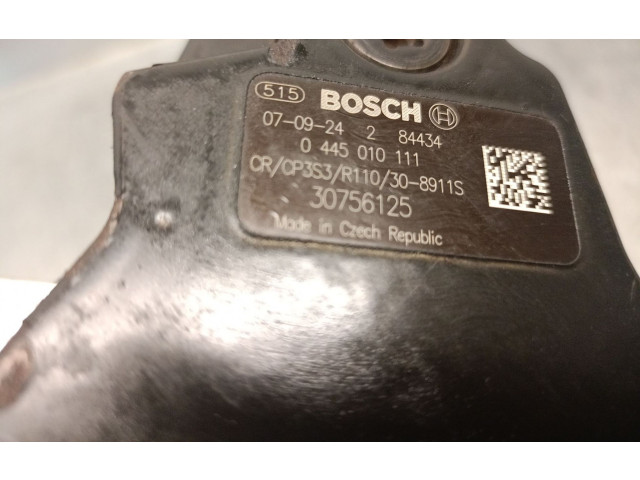 515 BOSCH
07-09-24 2 84434
0 445 010 111
CR/CP3S3/R110/30-8911S
30756125
Made in Czech Republic